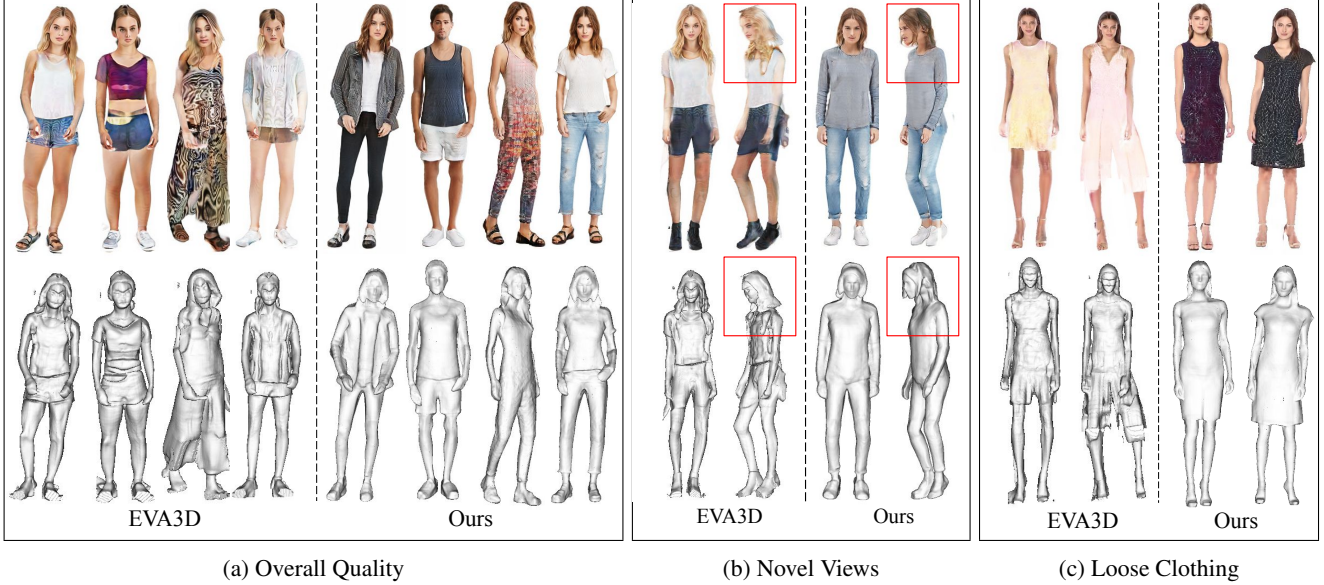 EVA3D
Ours
(a) Overall Quality
EVA3D
Ours
(b) Novel Views
EVA3D
Ours
(c) Loose Clothing